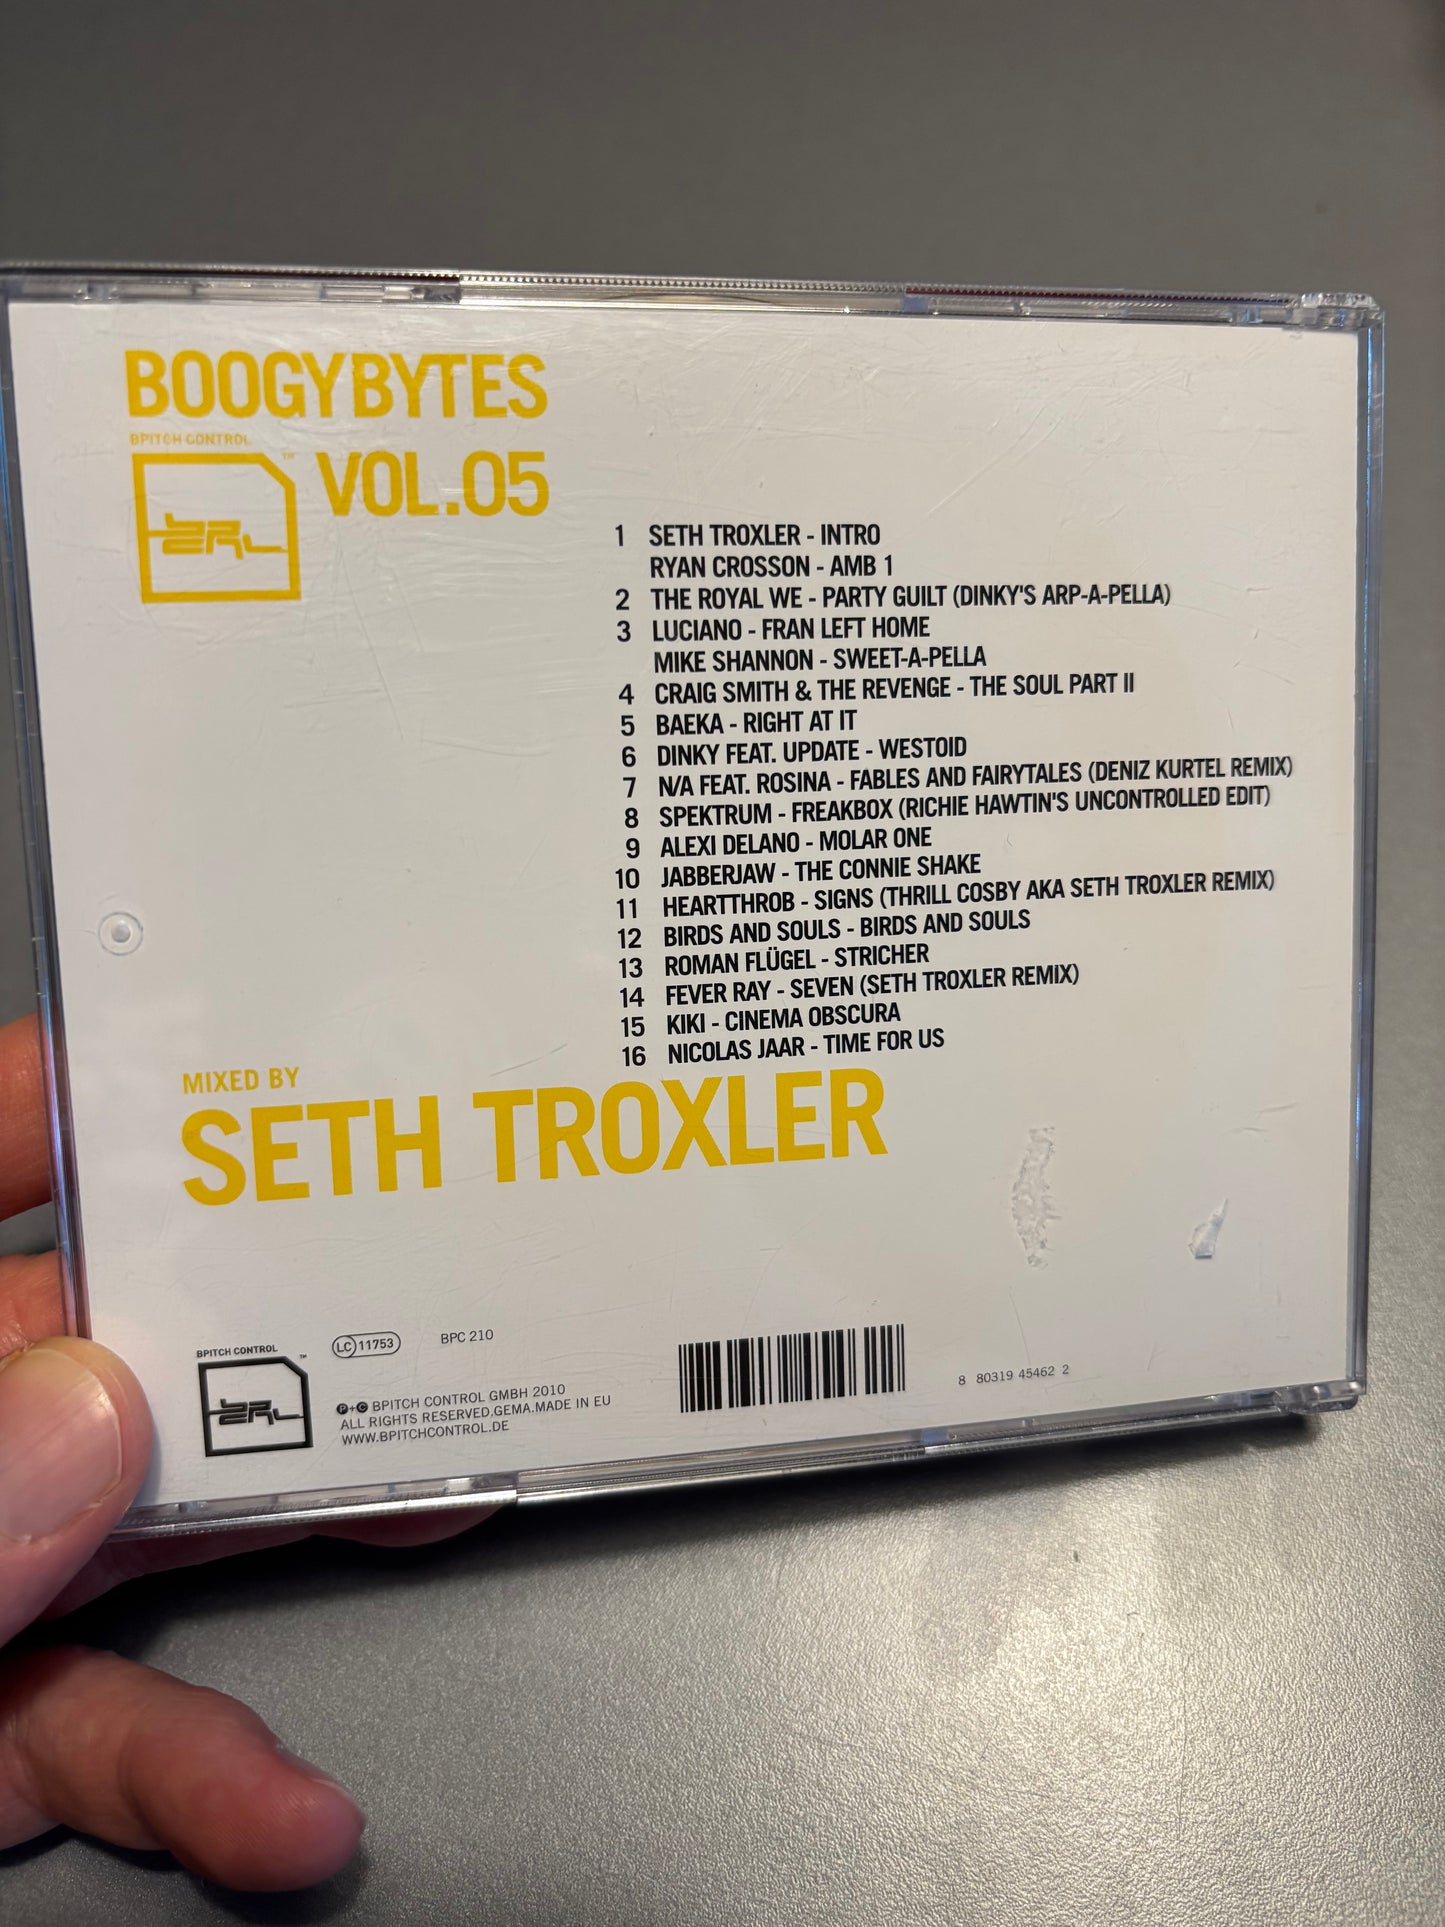 BOOGYBYTES
BPITCH CONTROL
™
VOL.05
1 SETH TROXLER - INTRO
RYAN CROSSON - AMB 1
2 THE ROYAL WE - PARTY GUILT (DINKY'S ARP-A-PELLA)
3 LUCIANO - FRAN LEFT HOME
MIKE SHANNON - SWEET-A-PELLA
4 CRAIG SMITH & THE REVENGE - THE SOUL PART II
5 BAEKA - RIGHT AT IT
6 DINKY FEAT. UPDATE - WESTOID
7 N/A FEAT. ROSINA - FABLES AND FAIRYTALES (DENIZ KURTEL REMIX)
8 SPEKTRUM - FREAKBOX (RICHIE HAWTIN'S UNCONTROLLED EDIT)
9 ALEXI DELANO - MOLAR ONE
10 JABBERJAW - THE CONNIE SHAKE
11 HEARTTHROB - SIGNS (THRILL COSBY AKA SETH TROXLER REMIX)
12 BIRDS AND SOULS - BIRDS AND SOULS
13 ROMAN FLÜGEL - STRICHER
14 FEVER RAY - SEVEN (SETH TROXLER REMIX)
15 KIKI - CINEMA OBSCURA
16 NICOLAS JAAR - TIME FOR US
MIXED BY
SETH TROXLER
BPITCH CONTROL
™
LC 11753
BPC 210
℗+© BPITCH CONTROL GMBH 2010
ALL RIGHTS RESERVED,GEMA.MADE IN EU
WWW.BPITCHCONTROL.DE
8 80319 45462 2